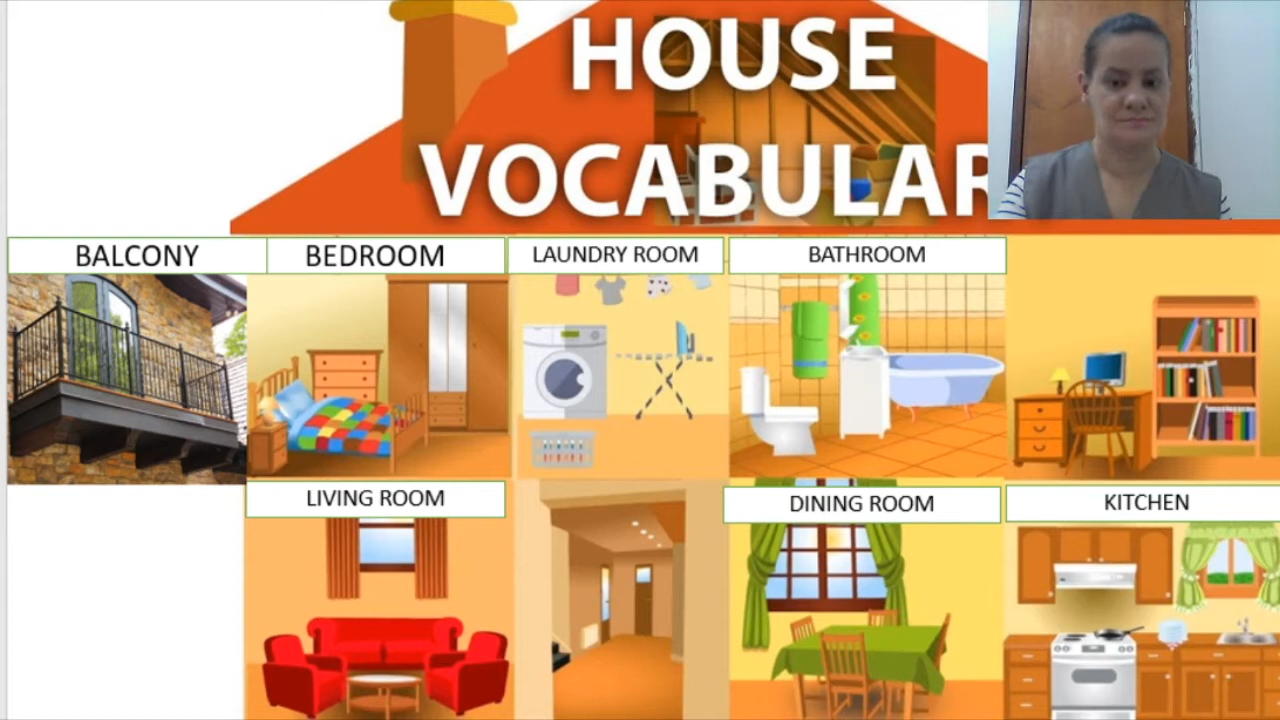 HOUSE
VOCABULAR
BALCONY
BEDROOM
LAUNDRY ROOM
BATHROOM
LIVING ROOM
DINING ROOM
KITCHEN